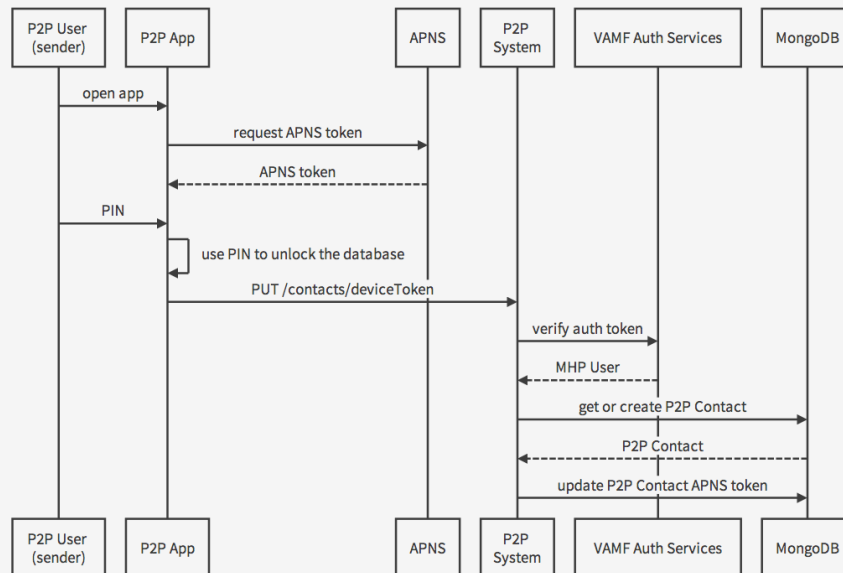 P2P User
(sender)
P2P App
APNS
P2P
System
VAMF Auth Services
MongoDB
open app
request APNS token
APNS token
PIN
use PIN to unlock the database
PUT /contacts/deviceToken
verify auth token
MHP User
get or create P2P Contact
P2P Contact
update P2P Contact APNS token
P2P User
(sender)
P2P App
APNS
P2P
System
VAMF Auth Services
MongoDB